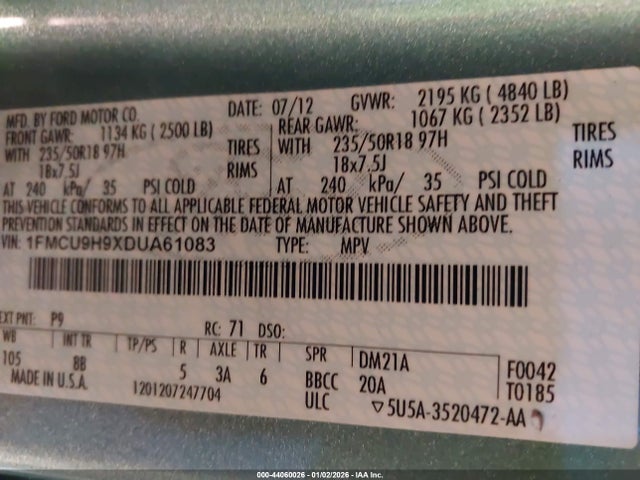 MFD. BY FORD MOTOR CO. DATE: 07/12 GVWR: 2195 KG ( 4840 LB)
FRONT GAWR: 1134 KG ( 2500 LB) REAR GAWR: 1067 KG ( 2352 LB)
WITH 235/50R18 97H TIRES WITH 235/50R18 97H TIRES
18x7.5J RIMS 18x7.5J RIMS
AT 240 kPa/ 35 PSI COLD AT 240 kPa/ 35 PSI COLD
THIS VEHICLE CONFORMS TO ALL APPLICABLE FEDERAL MOTOR VEHICLE SAFETY AND THEFT
PREVENTION STANDARDS IN EFFECT ON THE DATE OF MANUFACTURE SHOWN ABOVE.
VIN: 1FMCU9H9XDUA61083 TYPE: MPV
EXT PNT: P9 RC: 71 DSO:
WB INT TR TP/PS R AXLE TR SPR DM21A F0042
105 8B 5 3A 6 BBCC 20A T0185
MADE IN U.S.A. 1201207247704 ULC ▽5U5A-3520472-AA
000-44060026 - 01/02/2026 - IAA Inc.